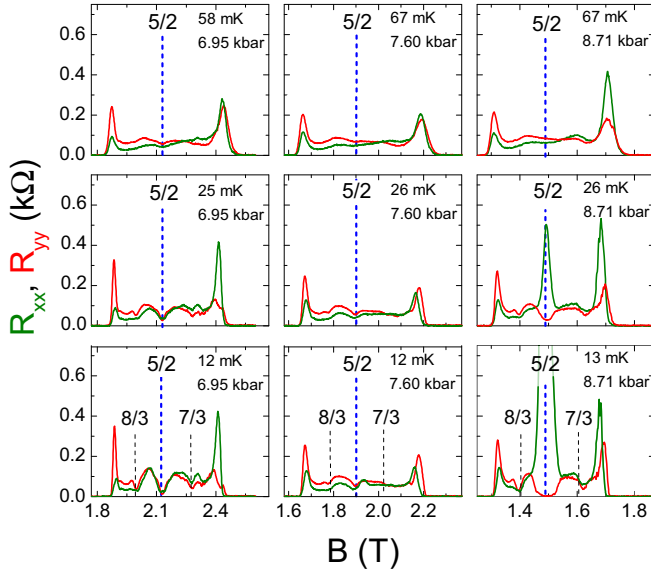 5/2 58 mK 5/2 67 mK 5/2 67 mK
6.95 kbar 7.60 kbar 8.71 kbar
0.6
0.4
0.2
0.0
5/2 25 mK 5/2 26 mK 5/2 26 mK
6.95 kbar 7.60 kbar 8.71 kbar
0.6
0.4
0.2
0.0
5/2 12 mK 5/2 12 mK 5/2 13 mK
6.95 kbar 7.60 kbar 8.71 kbar
0.6
8/3 7/3 8/3 7/3 8/3 7/3
0.4
0.2
0.0
1.8 2.1 2.4 1.6 2.0 2.2 1.4 1.6 1.8
B (T)
Rxx, Ryy (kΩ)